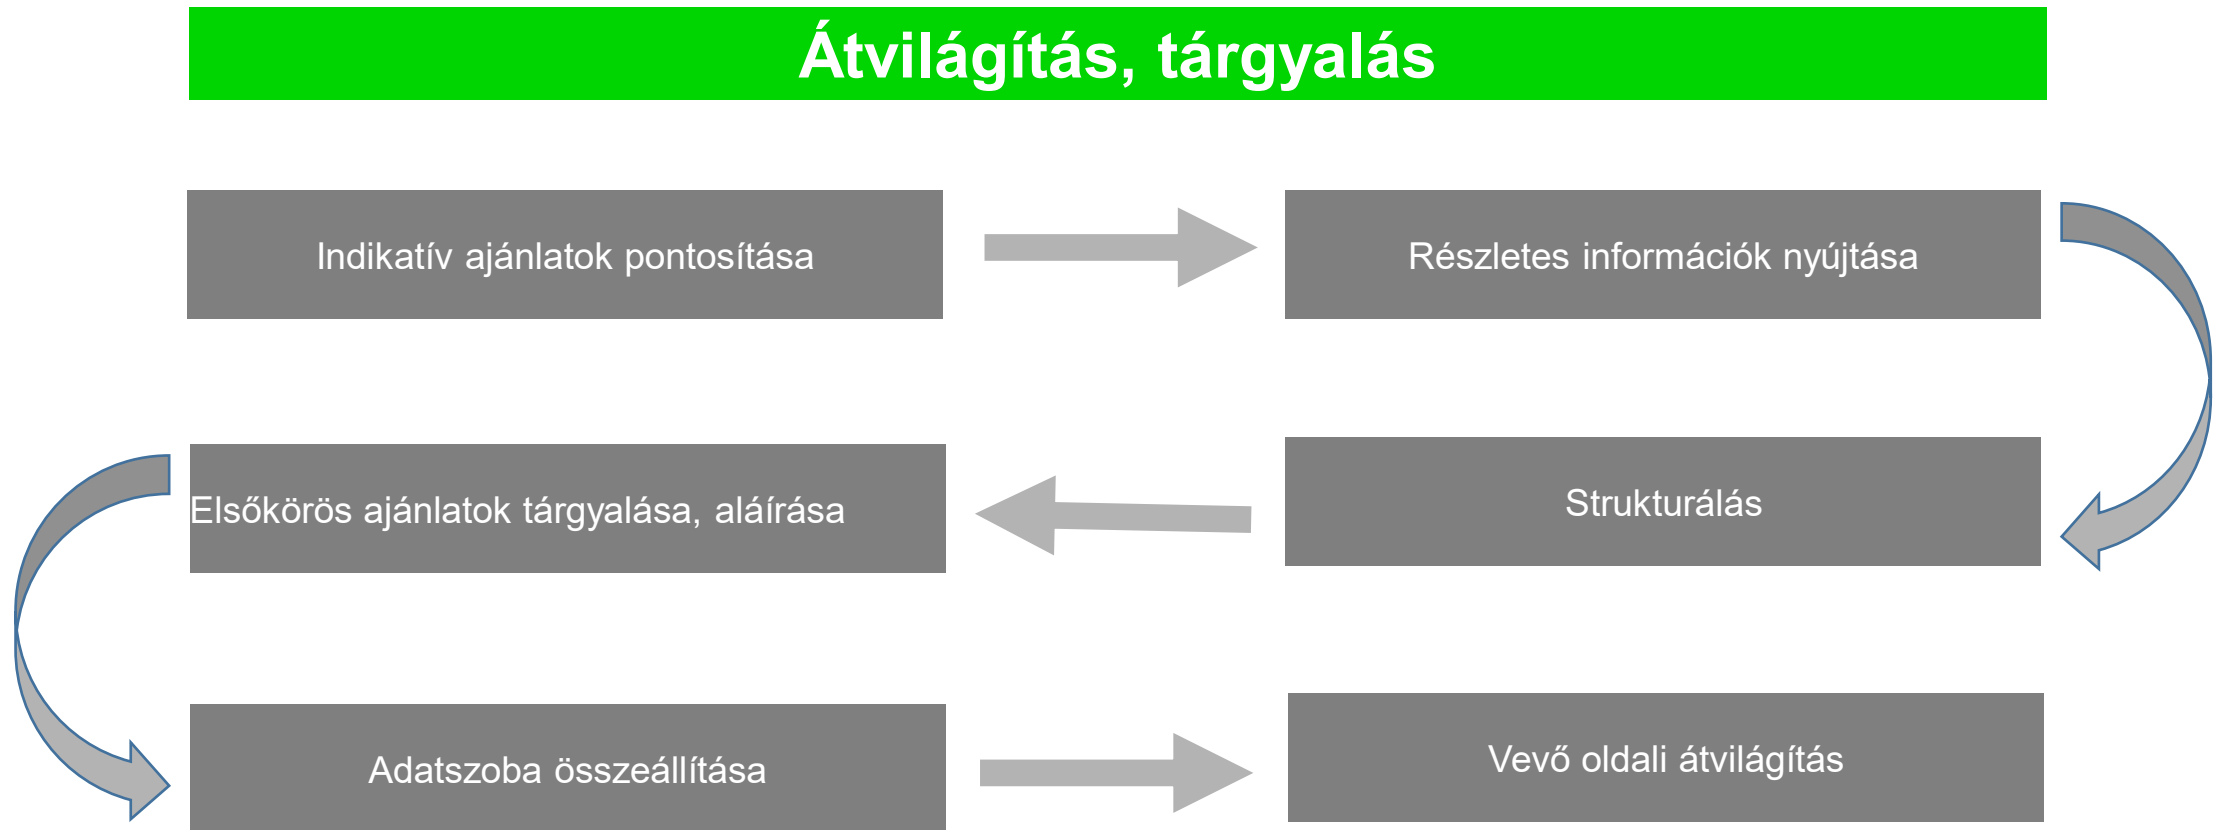 Átvilágítás, tárgyalás
Indikatív ajánlatok pontosítása
Részletes információk nyújtása
Strukturálás
Elsőkörös ajánlatok tárgyalása, aláírása
Adatszoba összeállítása
Vevő oldali átvilágítás